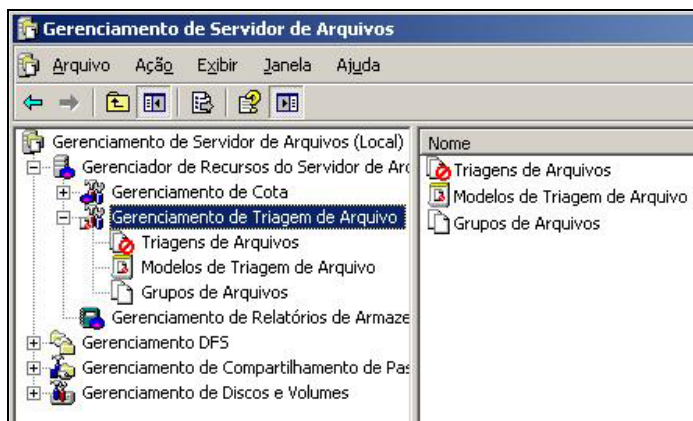 Gerenciamento de Servidor de Arquivos
Arquivo Ação Exibir Janela Ajuda
Gerenciamento de Servidor de Arquivos (Local)
Gerenciador de Recursos do Servidor de Arq
Gerenciamento de Cota
Gerenciamento de Triagem de Arquivo
Triagens de Arquivos
Modelos de Triagem de Arquivo
Grupos de Arquivos
Gerenciamento de Relatórios de Armaze
Gerenciamento DFS
Gerenciamento de Compartilhamento de Pas
Gerenciamento de Discos e Volumes
Nome
Triagens de Arquivos
Modelos de Triagem de Arquivo
Grupos de Arquivos